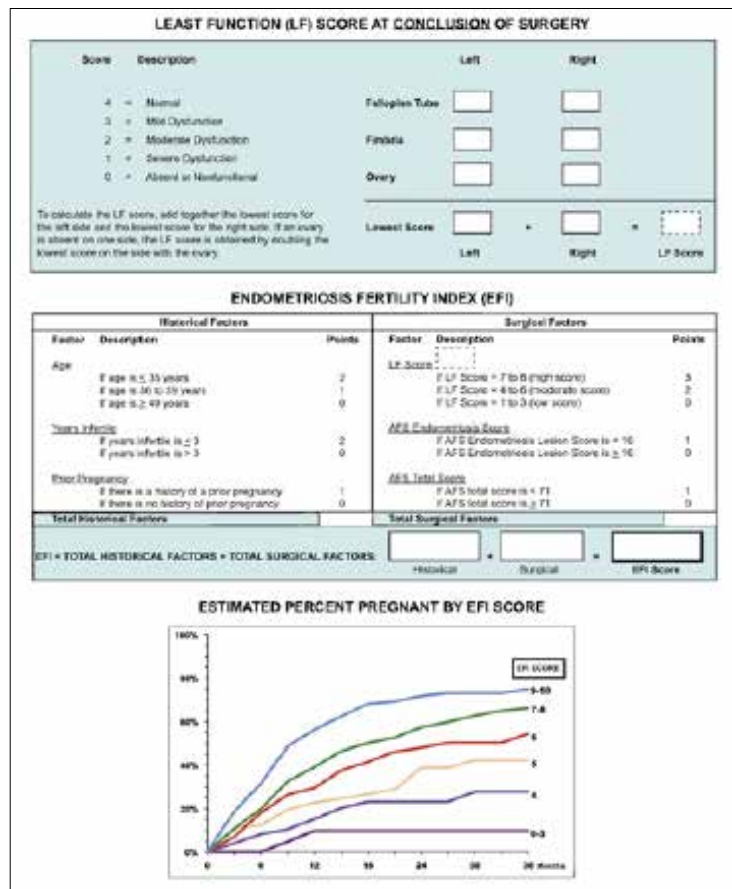 LEAST FUNCTION (LF) SCORE AT CONCLUSION OF SURGERY
Score Description Left Right
4 = Normal
3 = Mild Dysfunction
2 = Moderate Dysfunction
1 = Severe Dysfunction
0 = Absent or Nonfunctional
Fallopian Tube
Fimbria
Ovary
To calculate the LF score, add together the lowest score for
the left side and the lowest score for the right side. If an ovary
is absent on one side, the LF score is obtained by doubling the
lowest score on the side with the ovary.
Lowest Score + =
Left Right LF Score
ENDOMETRIOSIS FERTILITY INDEX (EFI)
Historical Factors
Factor Description Points
Age
If age is ≤ 35 years 2
If age is 36 to 39 years 1
If age is ≥ 40 years 0
Years Infertile
If years infertile is ≤ 3 2
If years infertile is > 3 0
Prior Pregnancy
If there is a history of a prior pregnancy 1
If there is no history of prior pregnancy 0
Total Historical Factors
Surgical Factors
Factor Description Points
LF Score
If LF Score = 7 to 8 (high score) 3
If LF Score = 4 to 6 (moderate score) 2
If LF Score = 1 to 3 (low score) 0
AFS Endometriosis Score
If AFS Endometriosis Lesion Score is < 16 1
If AFS Endometriosis Lesion Score is ≥ 16 0
AFS Total Score
If AFS total score is < 71 1
If AFS total score is ≥ 71 0
Total Surgical Factors
EFI = TOTAL HISTORICAL FACTORS + TOTAL SURGICAL FACTORS: + =
Historical Surgical EFI Score
ESTIMATED PERCENT PREGNANT BY EFI SCORE
100%
80%
60%
40%
20%
0%
EFI SCORE
9-10
7-8
6
5
4
0-3
0 6 12 18 24 30 36 Months